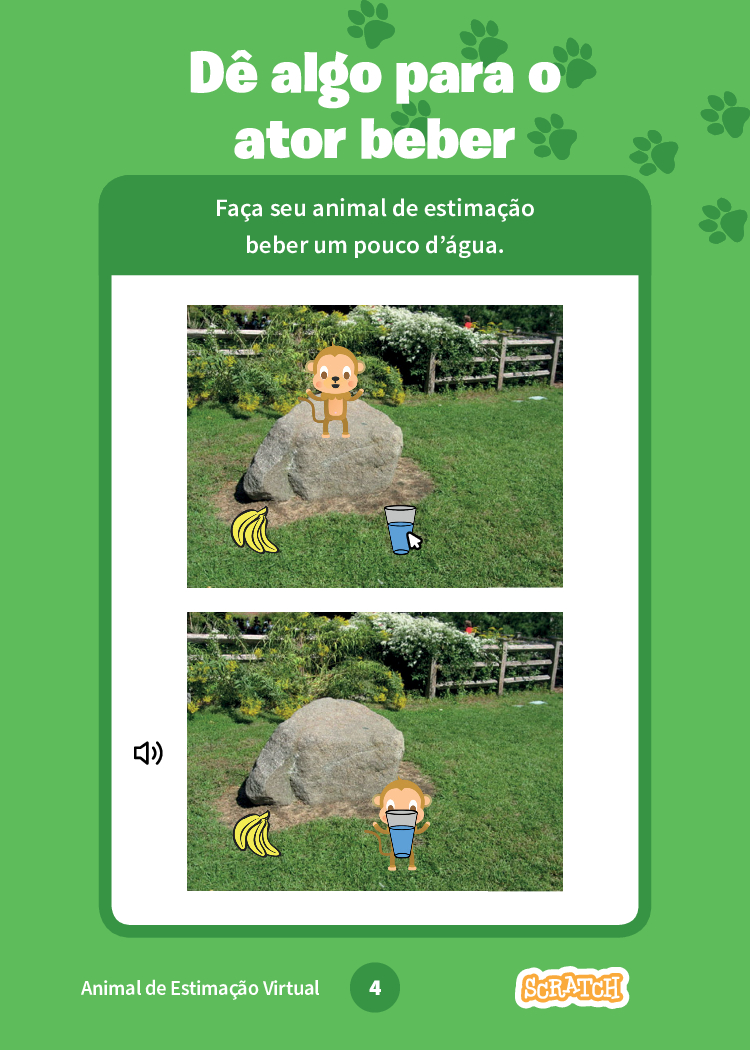 Dê algo para o
ator beber
Faça seu animal de estimação
beber um pouco d’água.
Animal de Estimação Virtual
4
SCRATCH